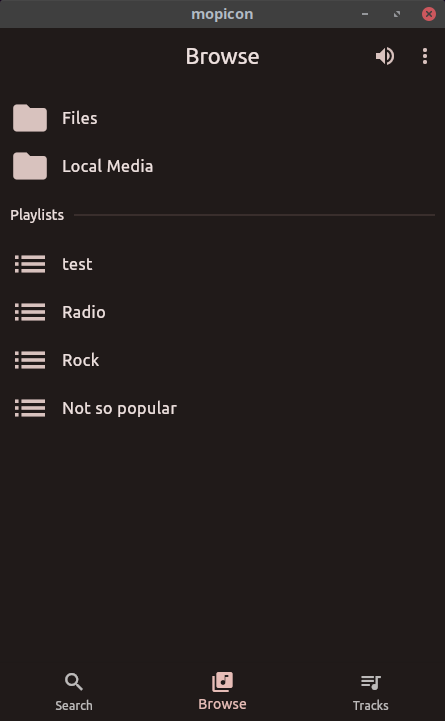 mopicon
Browse
Files
Local Media
Playlists
test
Radio
Rock
Not so popular
Search
Browse
Tracks